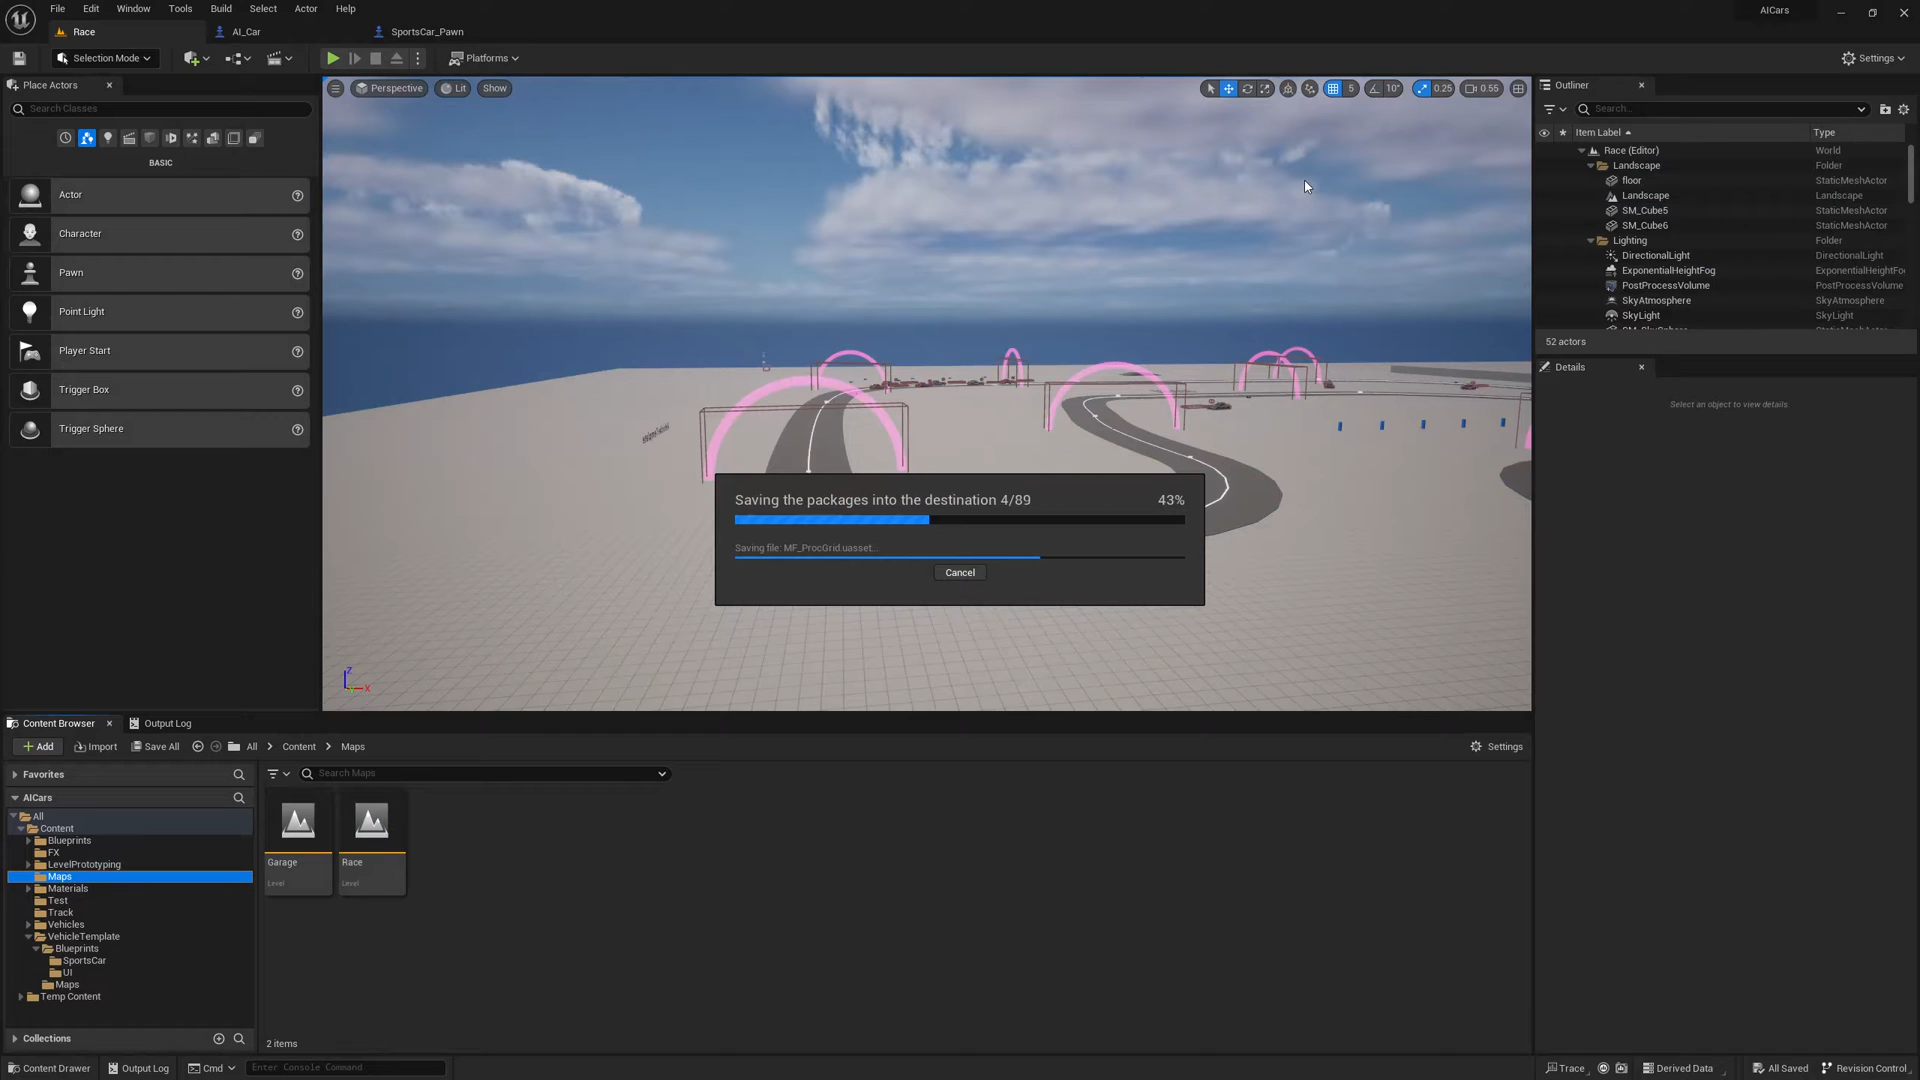 File Edit Window Tools Build Select Actor Help
AICars
Race
AI_Car
SportsCar_Pawn
Selection Mode
Platforms
Settings
Place Actors
Search Classes
BASIC
Actor
Character
Pawn
Point Light
Player Start
Trigger Box
Trigger Sphere
Perspective
Lit
Show
5
10°
0.25
0.55
Saving the packages into the destination 4/89
43%
Saving file: MF_ProcGrid.uasset...
Cancel
Z
X
Outliner
Search...
Item Label
Type
Race (Editor)
World
Landscape
Folder
floor
StaticMeshActor
Landscape
Landscape
SM_Cube5
StaticMeshActor
SM_Cube6
StaticMeshActor
Lighting
Folder
DirectionalLight
DirectionalLight
ExponentialHeightFog
ExponentialHeightFo
PostProcessVolume
PostProcessVolume
SkyAtmosphere
SkyAtmosphere
SkyLight
SkyLight
52 actors
Details
Select an object to view details
Content Browser
Output Log
Add
Import
Save All
All
Content
Maps
Settings
Favorites
AICars
All
Content
Blueprints
FX
LevelPrototyping
Maps
Materials
Test
Track
Vehicles
VehicleTemplate
Blueprints
SportsCar
UI
Maps
Temp Content
Collections
Search Maps
Garage
Level
Race
Level
2 items
Content Drawer
Output Log
Cmd
Enter Console Command
Trace
Derived Data
All Saved
Revision Control